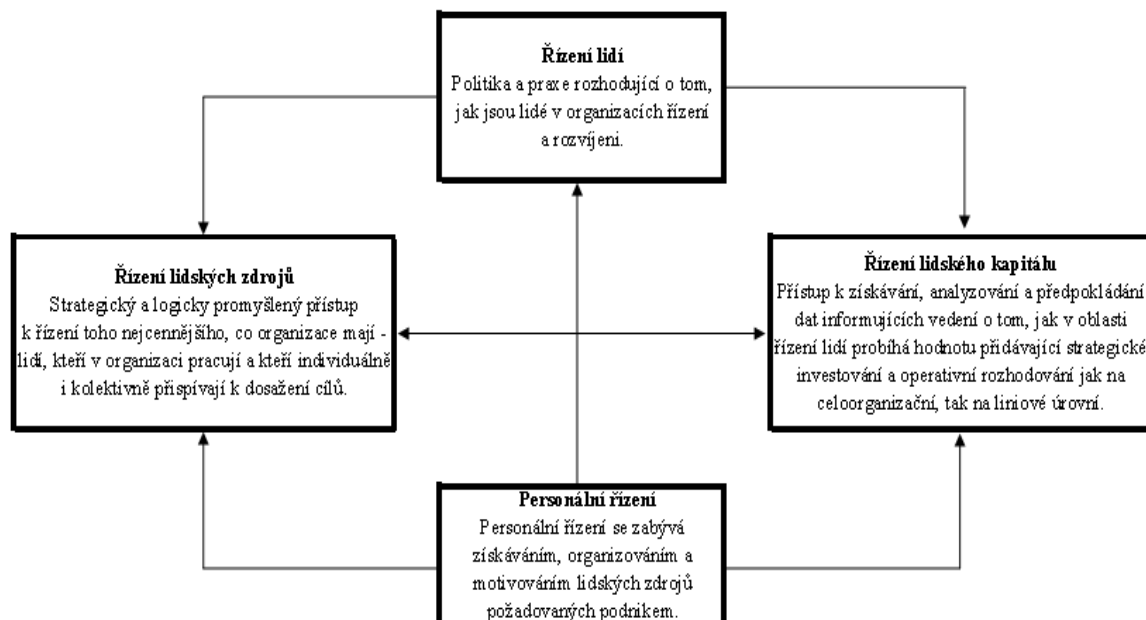 Řízení lidí
Politika a praxe rozhodující o tom,
jak jsou lidé v organizacích řízení
a rozvíjeni.
Řízení lidských zdrojů
Strategický a logicky promyšlený přístup
k řízení toho nejcennějšího, co organizace mají -
lidí, kteří v organizaci pracují a kteří individuálně
i kolektivně přispívají k dosažení cílů.
Řízení lidského kapitálu
Přístup k získávání, analyzování a předpokládání
dat informujících vedení o tom, jak v oblasti
řízení lidí probíhá hodnotu přidávající strategické
investování a operativní rozhodování jak na
celoorganizační, tak na liniové úrovní.
Personální řízení
Personální řízení se zabývá
získáváním, organizováním a
motivováním lidských zdrojů
požadovaných podnikem.